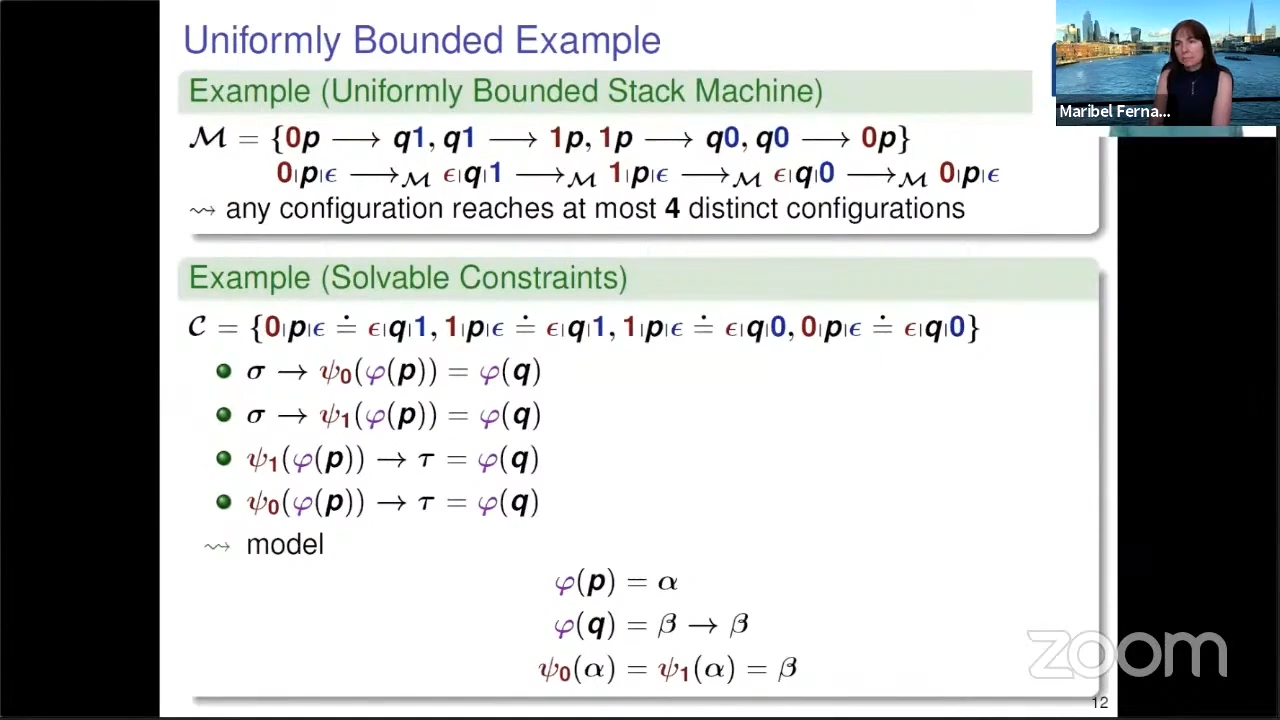 Uniformly Bounded Example
Example (Uniformly Bounded Stack Machine)
ℳ = {0p ⟶ q1, q1 ⟶ 1p, 1p ⟶ q0, q0 ⟶ 0p}
0|p|ϵ ⟶ℳ ϵ|q|1 ⟶ℳ 1|p|ϵ ⟶ℳ ϵ|q|0 ⟶ℳ 0|p|ϵ
⇝ any configuration reaches at most 4 distinct configurations
Example (Solvable Constraints)
𝒞 = {0|p|ϵ ≐ ϵ|q|1, 1|p|ϵ ≐ ϵ|q|1, 1|p|ϵ ≐ ϵ|q|0, 0|p|ϵ ≐ ϵ|q|0}
σ → ψ₀(φ(p)) = φ(q)
σ → ψ₁(φ(p)) = φ(q)
ψ₁(φ(p)) → τ = φ(q)
ψ₀(φ(p)) → τ = φ(q)
⇝ model
φ(p) = α
φ(q) = β → β
ψ₀(α) = ψ₁(α) = β
12
Maribel Ferna...
zoom